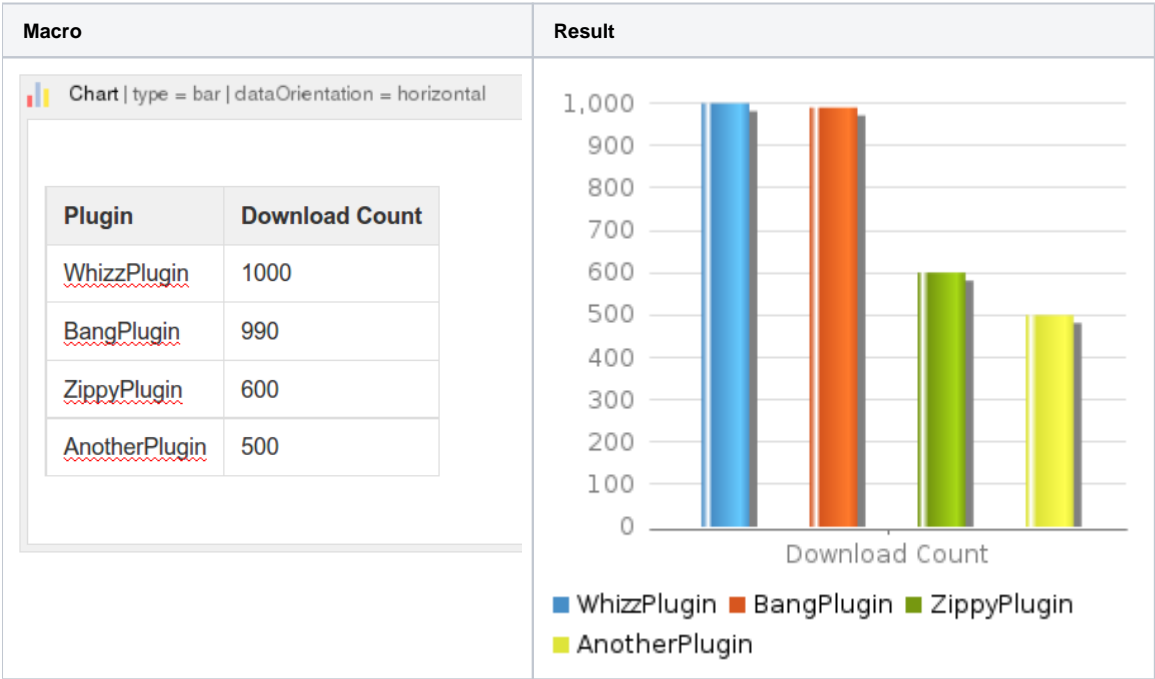 Macro
Result
Chart | type = bar | dataOrientation = horizontal
Plugin Download Count
WhizzPlugin 1000
BangPlugin 990
ZippyPlugin 600
AnotherPlugin 500
1,000
900
800
700
600
500
400
300
200
100
0
Download Count
WhizzPlugin BangPlugin ZippyPlugin
AnotherPlugin